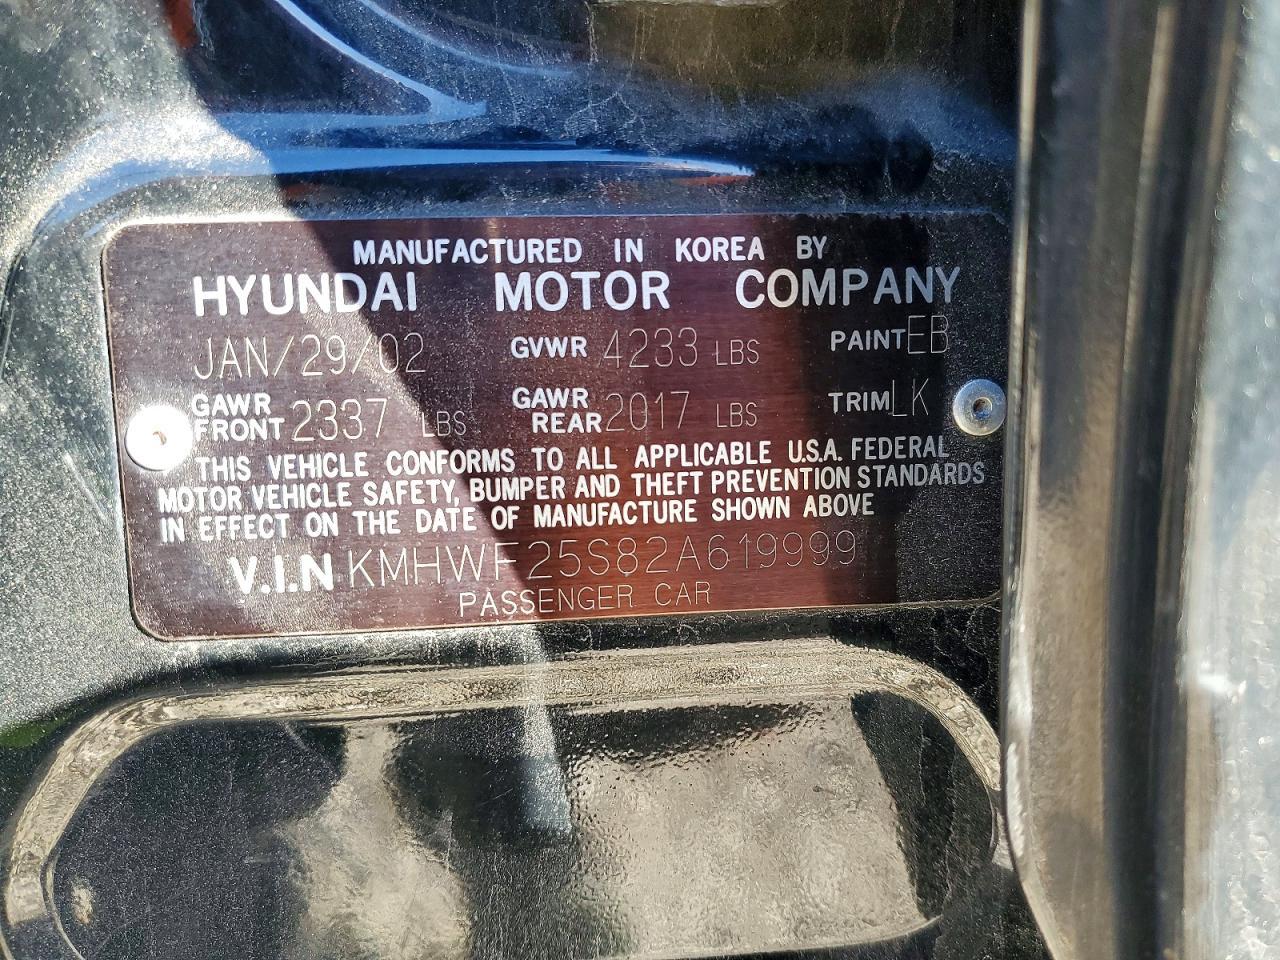 MANUFACTURED IN KOREA BY
HYUNDAI MOTOR COMPANY
JAN/29/02 GVWR 4233 LBS PAINT EB
GAWR FRONT 2337 LBS GAWR REAR 2017 LBS TRIM LK
THIS VEHICLE CONFORMS TO ALL APPLICABLE U.S.A. FEDERAL
MOTOR VEHICLE SAFETY, BUMPER AND THEFT PREVENTION STANDARDS
IN EFFECT ON THE DATE OF MANUFACTURE SHOWN ABOVE
V.I.N KMHWF25S82A619999
PASSENGER CAR